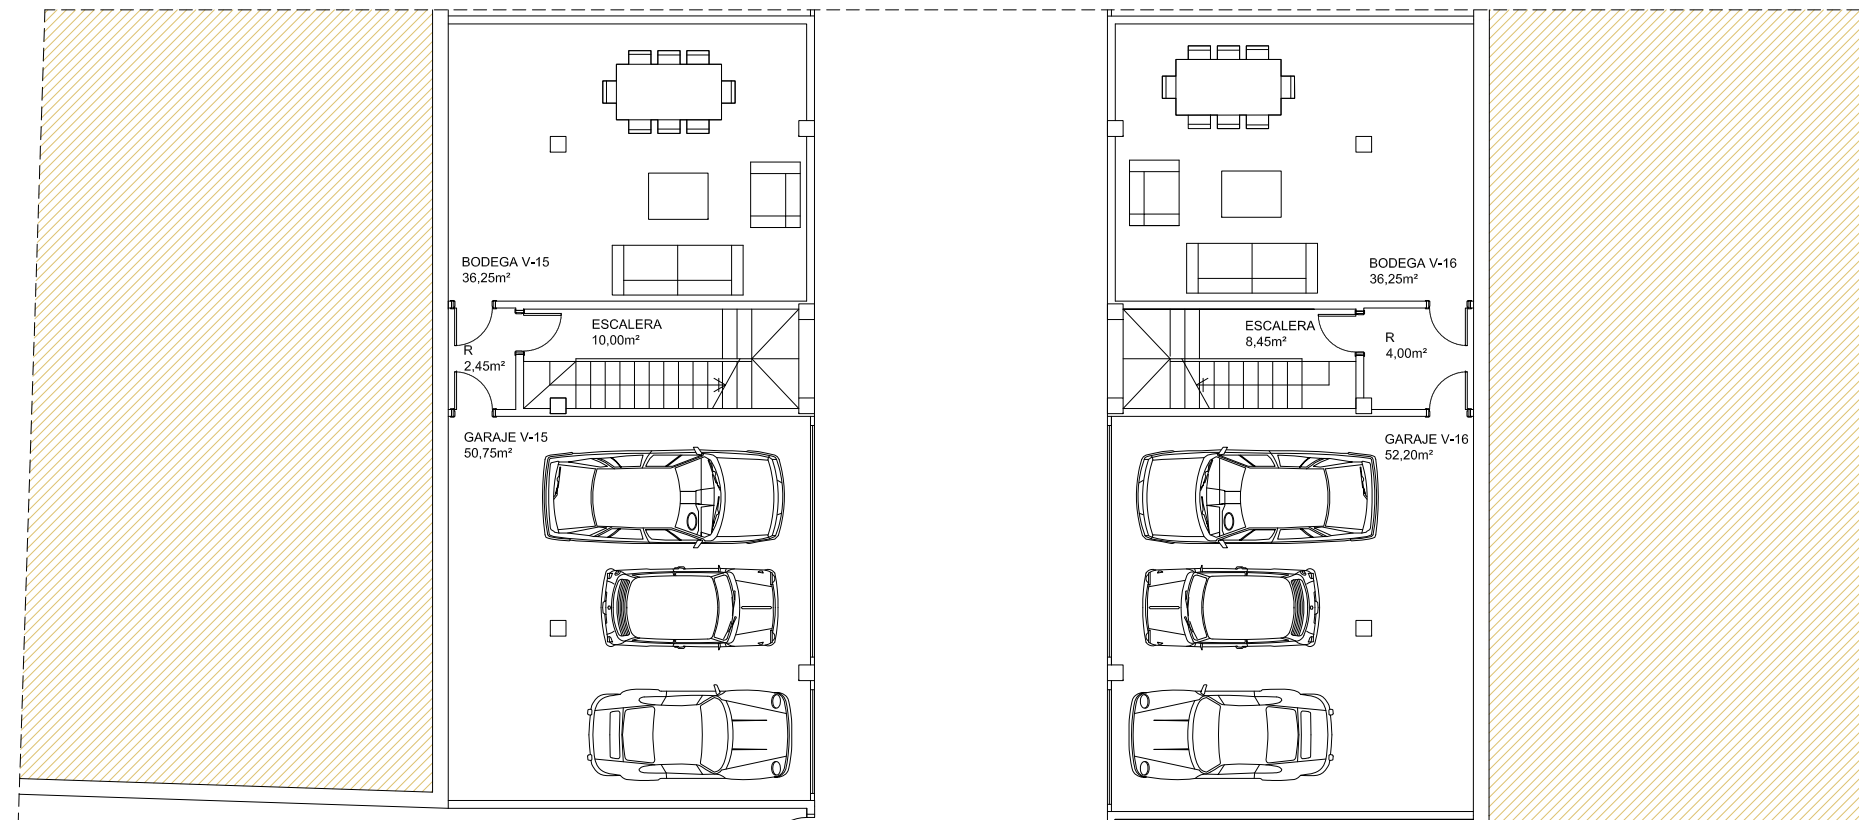 BODEGA V-15
36,25m²
BODEGA V-16
36,25m²
ESCALERA
10,00m²
ESCALERA
8,45m²
R
2,45m²
R
4,00m²
GARAJE V-15
50,75m²
GARAJE V-16
52,20m²